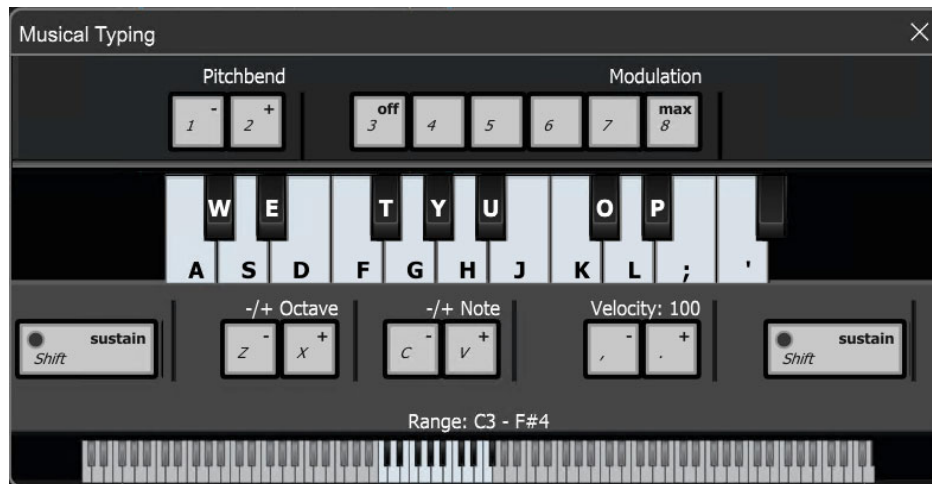 Musical Typing
Pitchbend Modulation
- + off max
1 2 3 4 5 6 7 8
W E T Y U O P
A S D F G H J K L ; '
-/+ Octave -/+ Note Velocity: 100
sustain - + - + - + sustain
Shift Z X C V , . Shift
Range: C3 - F#4